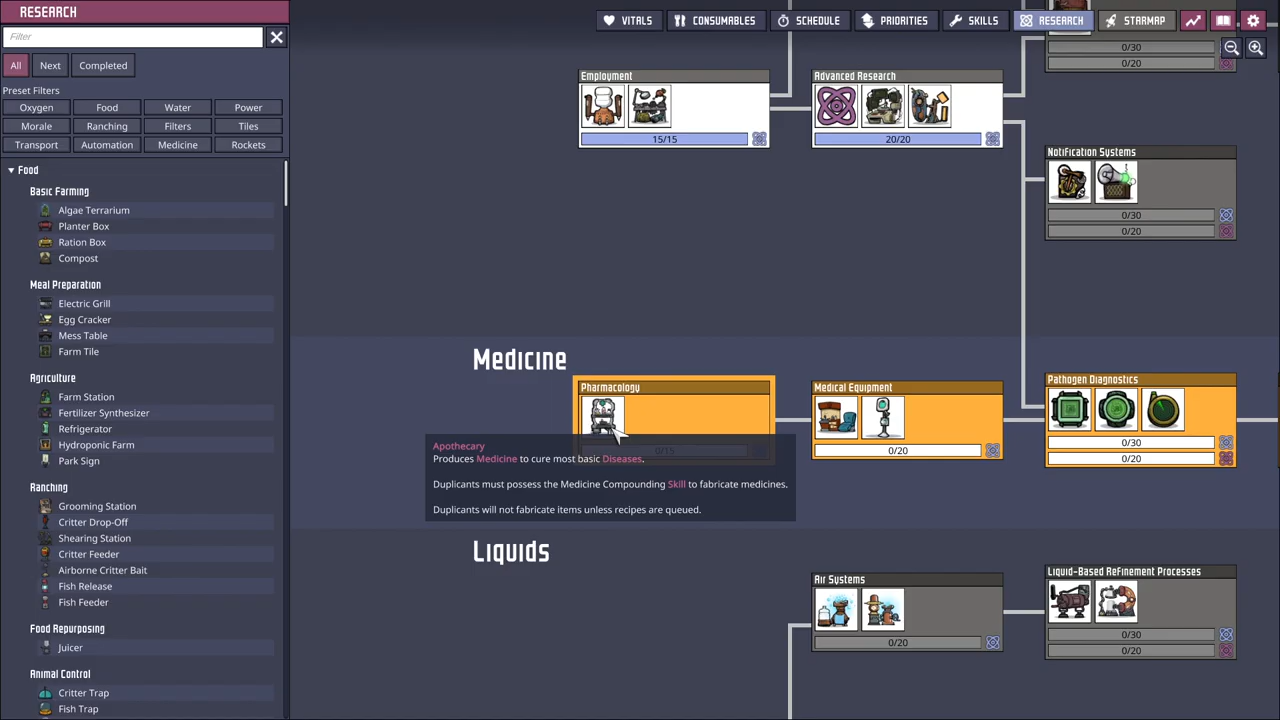 RESEARCH
VITALS
CONSUMABLES
SCHEDULE
PRIORITIES
SKILLS
RESEARCH
STARMAP
Filter
All
Next
Completed
Preset Filters
Oxygen
Food
Water
Power
Morale
Ranching
Filters
Tiles
Transport
Automation
Medicine
Rockets
Food
Basic Farming
Algae Terrarium
Planter Box
Ration Box
Compost
Meal Preparation
Electric Grill
Egg Cracker
Mess Table
Farm Tile
Agriculture
Farm Station
Fertilizer Synthesizer
Refrigerator
Hydroponic Farm
Park Sign
Ranching
Grooming Station
Critter Drop-Off
Shearing Station
Critter Feeder
Airborne Critter Bait
Fish Release
Fish Feeder
Food Repurposing
Juicer
Animal Control
Critter Trap
Fish Trap
0/30
0/20
Employment
15/15
Advanced Research
20/20
Notification Systems
0/30
0/20
Medicine
Pharmacology
0/15
Medical Equipment
0/20
Pathogen Diagnostics
0/30
0/20
Apothecary
Produces Medicine to cure most basic Diseases.
Duplicants must possess the Medicine Compounding Skill to fabricate medicines.
Duplicants will not fabricate items unless recipes are queued.
Liquids
Air Systems
0/20
Liquid-Based Refinement Processes
0/30
0/20